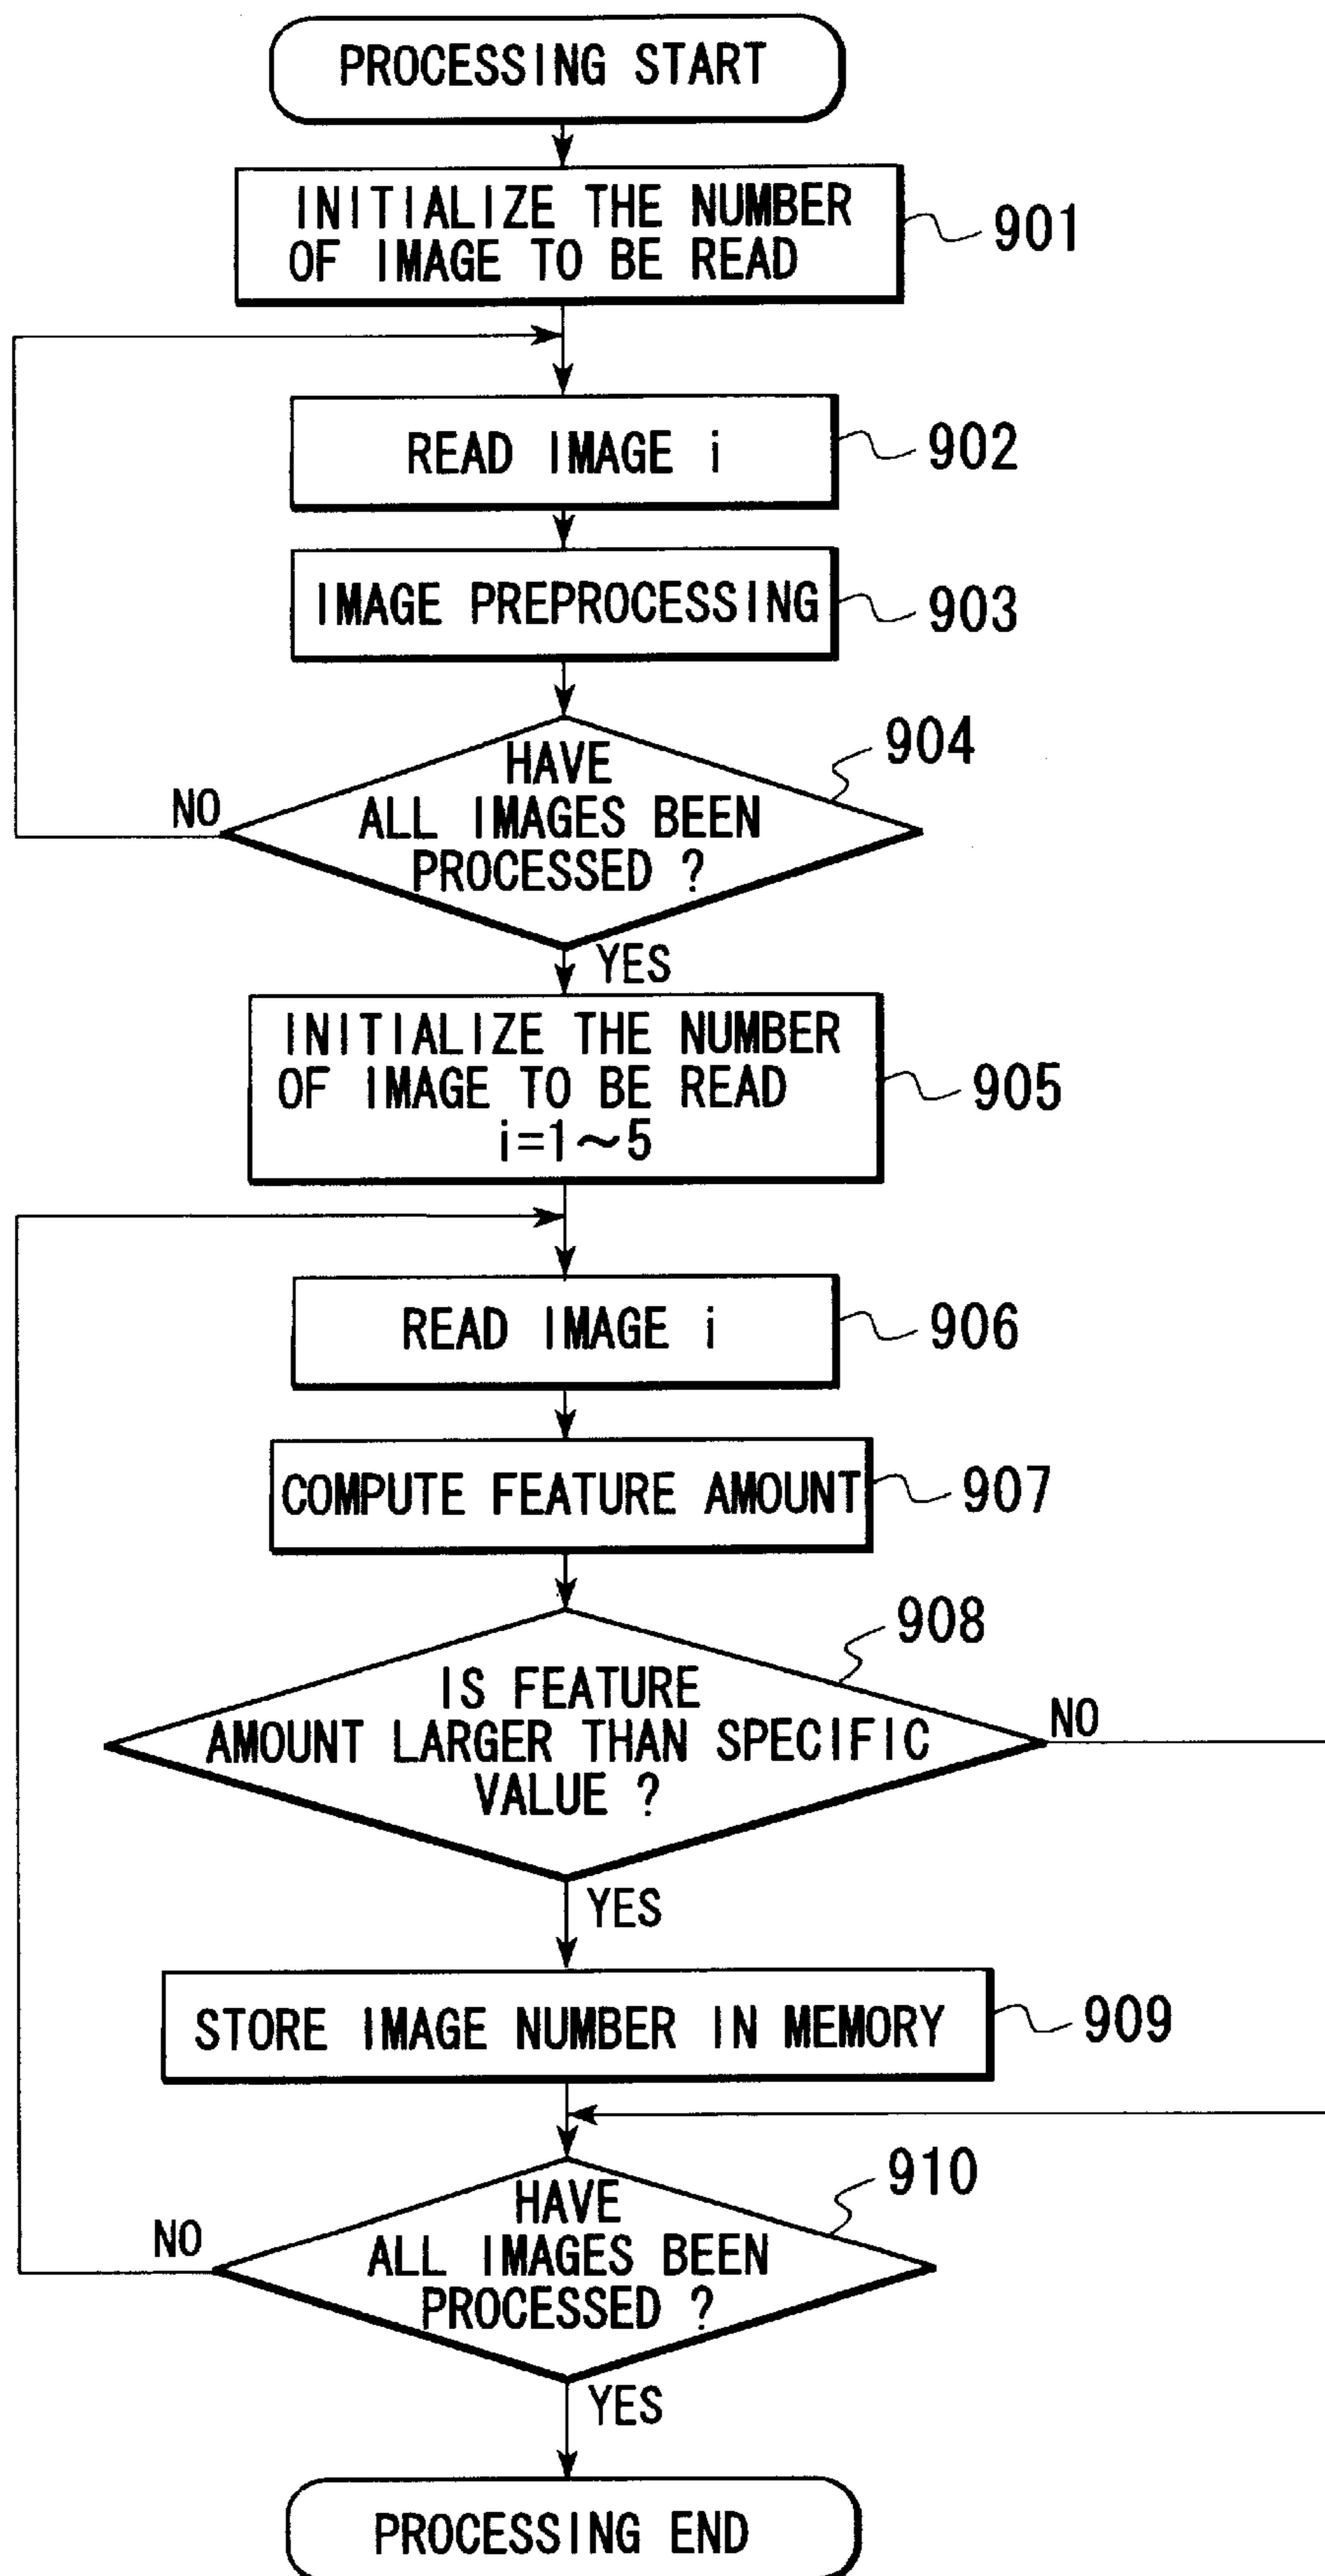 PROCESSING START
INITIALIZE THE NUMBER
OF IMAGE TO BE READ
901
READ IMAGE i
902
IMAGE PREPROCESSING
903
904
HAVE
ALL IMAGES BEEN
PROCESSED ?
NO
YES
INITIALIZE THE NUMBER
OF IMAGE TO BE READ
i=1~5
905
READ IMAGE i
906
COMPUTE FEATURE AMOUNT
907
908
IS FEATURE
AMOUNT LARGER THAN SPECIFIC
VALUE ?
NO
YES
STORE IMAGE NUMBER IN MEMORY
909
910
HAVE
ALL IMAGES BEEN
PROCESSED ?
NO
YES
PROCESSING END